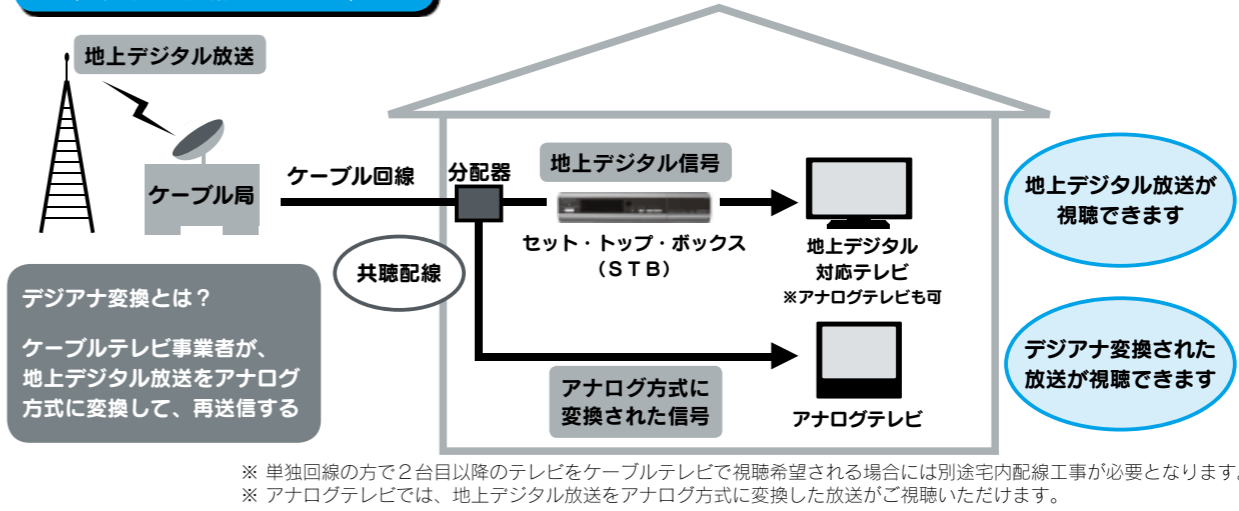 地上デジタル放送
ケーブル局
ケーブル回線
分配器
地上デジタル信号
セット・トップ・ボックス
（ＳＴＢ）
地上デジタル
対応テレビ
※アナログテレビも可
地上デジタル放送が
視聴できます
共聴配線
デジアナ変換とは？
ケーブルテレビ事業者が、
地上デジタル放送をアナログ
方式に変換して、再送信する
アナログ方式に
変換された信号
アナログテレビ
デジアナ変換された
放送が視聴できます
※ 単独回線の方で２台目以降のテレビをケーブルテレビで視聴希望される場合には別途宅内配線工事が必要となります。
※ アナログテレビでは、地上デジタル放送をアナログ方式に変換した放送がご視聴いただけます。